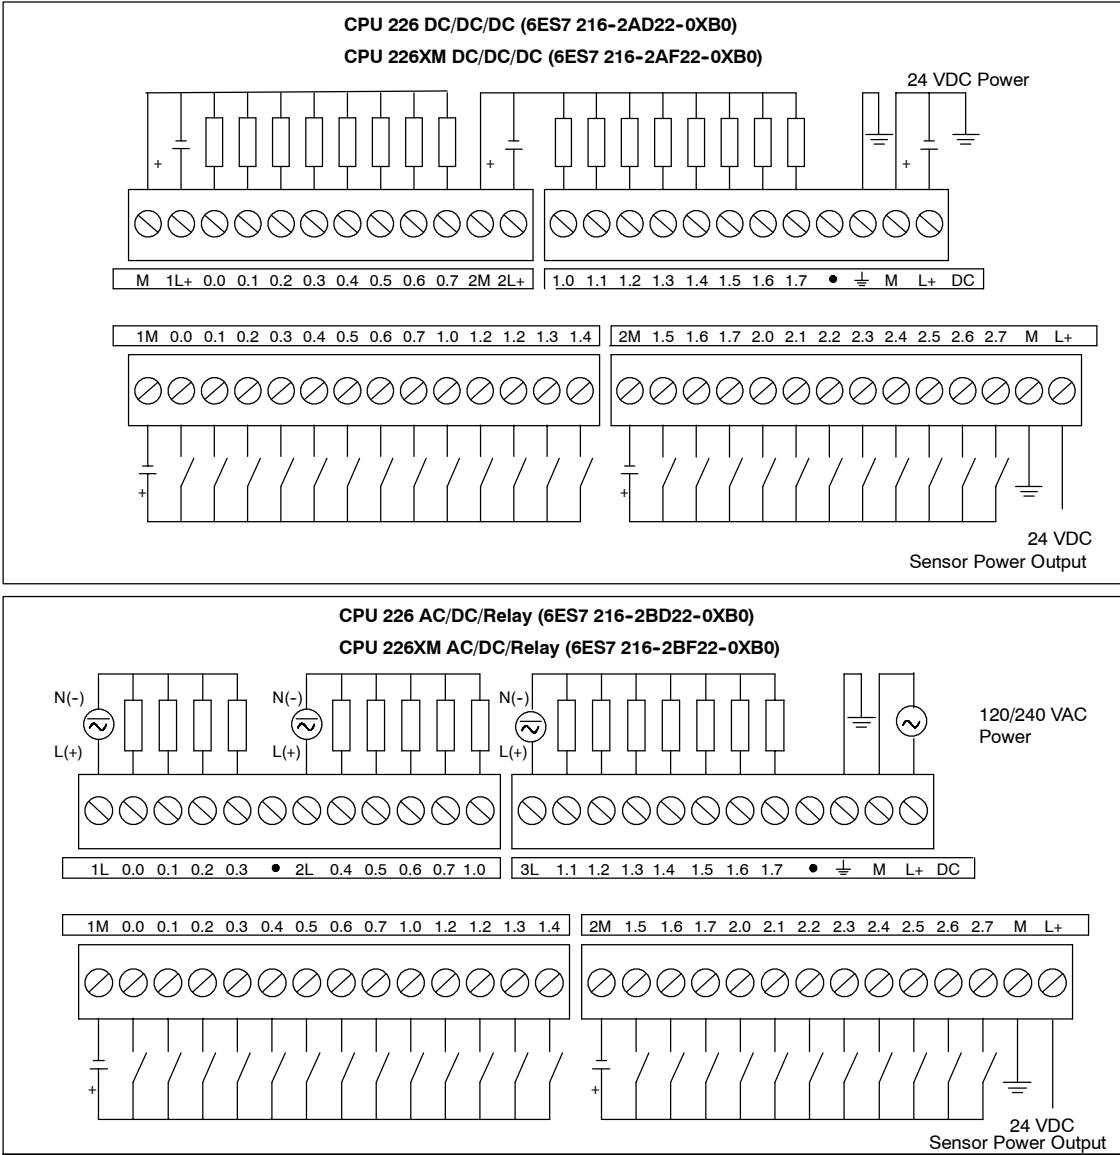 CPU 226 DC/DC/DC (6ES7 216-2AD22-0XB0)
CPU 226XM DC/DC/DC (6ES7 216-2AF22-0XB0)
24 VDC Power
+ + +
M 1L+ 0.0 0.1 0.2 0.3 0.4 0.5 0.6 0.7 2M 2L+ 1.0 1.1 1.2 1.3 1.4 1.5 1.6 1.7 ● ⏚ M L+ DC
1M 0.0 0.1 0.2 0.3 0.4 0.5 0.6 0.7 1.0 1.2 1.2 1.3 1.4 2M 1.5 1.6 1.7 2.0 2.1 2.2 2.3 2.4 2.5 2.6 2.7 M L+
+ +
24 VDC
Sensor Power Output
CPU 226 AC/DC/Relay (6ES7 216-2BD22-0XB0)
CPU 226XM AC/DC/Relay (6ES7 216-2BF22-0XB0)
N(-) N(-) N(-)
120/240 VAC
Power
L(+) L(+) L(+)
1L 0.0 0.1 0.2 0.3 ● 2L 0.4 0.5 0.6 0.7 1.0 3L 1.1 1.2 1.3 1.4 1.5 1.6 1.7 ● ⏚ M L+ DC
1M 0.0 0.1 0.2 0.3 0.4 0.5 0.6 0.7 1.0 1.2 1.2 1.3 1.4 2M 1.5 1.6 1.7 2.0 2.1 2.2 2.3 2.4 2.5 2.6 2.7 M L+
+ +
24 VDC
Sensor Power Output